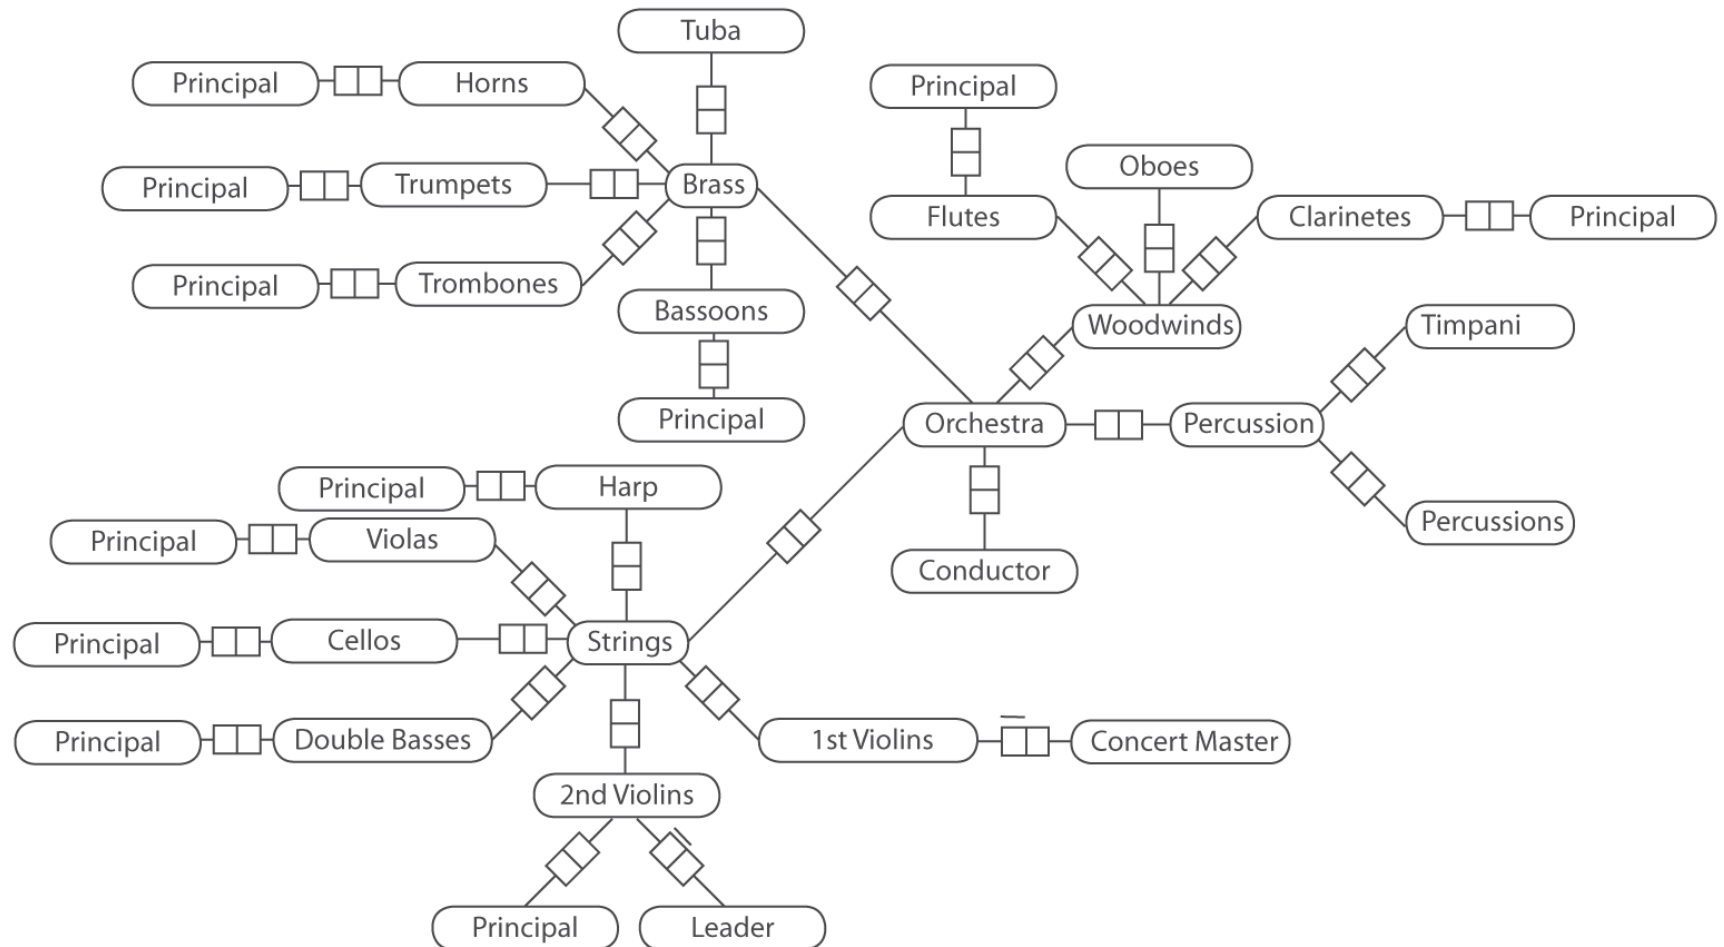 Tuba
Principal
Horns
Principal
Oboes
Principal
Trumpets
Brass
Flutes
Clarinetes
Principal
Principal
Trombones
Bassoons
Woodwinds
Timpani
Principal
Orchestra
Percussion
Principal
Harp
Principal
Violas
Percussions
Conductor
Principal
Cellos
Strings
Principal
Double Basses
1st Violins
Concert Master
2nd Violins
Principal
Leader